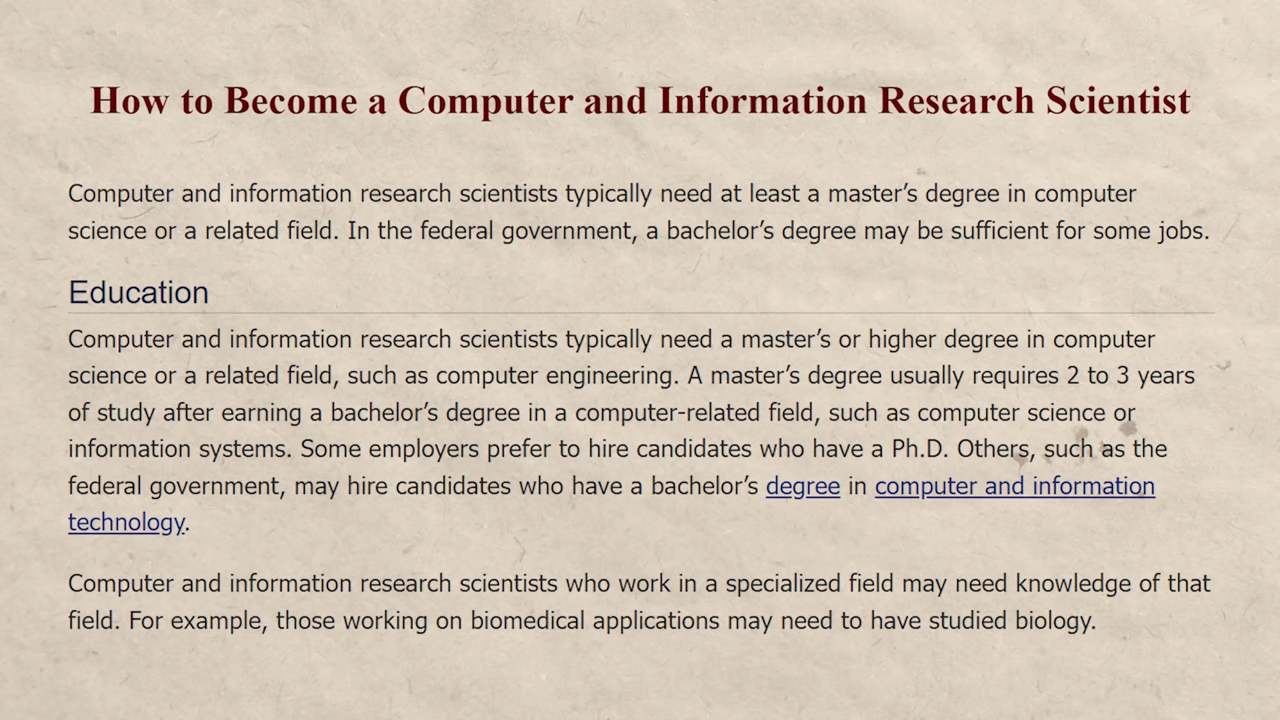 How to Become a Computer and Information Research Scientist
Computer and information research scientists typically need at least a master’s degree in computer
science or a related field. In the federal government, a bachelor’s degree may be sufficient for some jobs.
Education
Computer and information research scientists typically need a master’s or higher degree in computer
science or a related field, such as computer engineering. A master’s degree usually requires 2 to 3 years
of study after earning a bachelor’s degree in a computer-related field, such as computer science or
information systems. Some employers prefer to hire candidates who have a Ph.D. Others, such as the
federal government, may hire candidates who have a bachelor’s degree in computer and information
technology.
Computer and information research scientists who work in a specialized field may need knowledge of that
field. For example, those working on biomedical applications may need to have studied biology.